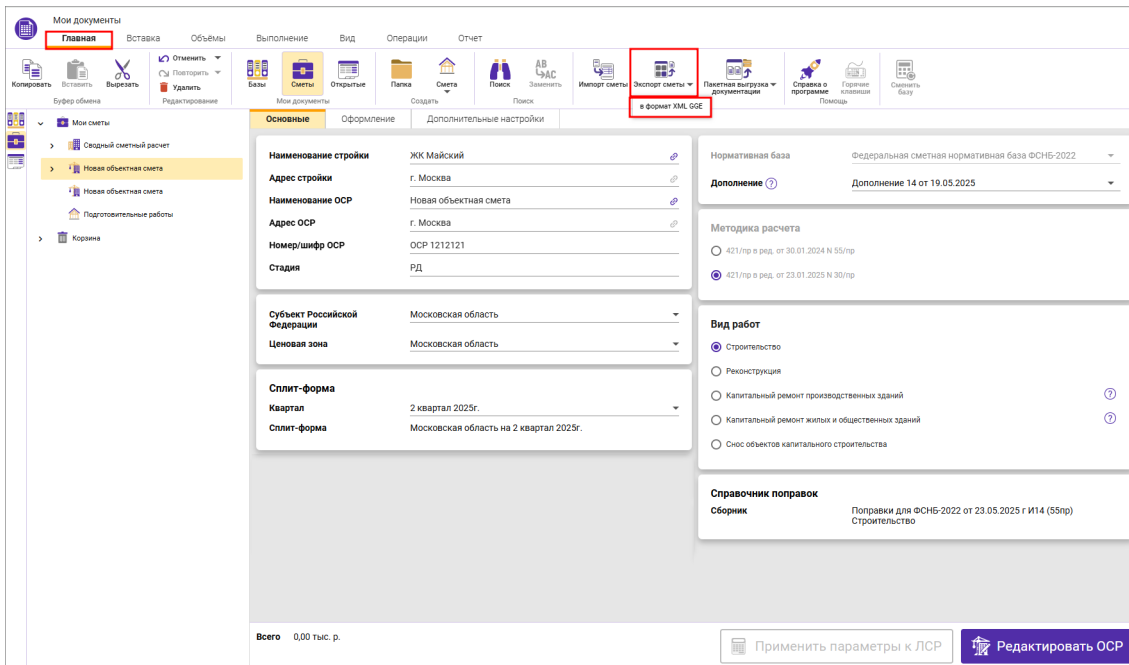 Мои документы
Главная Вставка Объёмы Выполнение Вид Операции Отчет
Копировать Вставить Вырезать Отменить Повторить Удалить Базы Сметы Открытые Папка Смета Поиск АВ АС Заменить Импорт сметы Экспорт сметы Пакетная выгрузка документации Справка о программе Горячие клавиши Сменить базу
Буфер обмена Редактирование Мои документы Создать Поиск в формат XML GGE Помощь
Мои сметы
Сводный сметный расчет
Новая объектная смета
Новая объектная смета
Подготовительные работы
Корзина
Основные Оформление Дополнительные настройки
Наименование стройки ЖК Майский
Адрес стройки г. Москва
Наименование ОСР Новая объектная смета
Адрес ОСР г. Москва
Номер/шифр ОСР ОСР 1212121
Стадия РД
Субъект Российской Федерации Московская область
Ценовая зона Московская область
Сплит-форма
Квартал 2 квартал 2025г.
Сплит-форма Московская область на 2 квартал 2025г.
Нормативная база Федеральная сметная нормативная база ФСНБ-2022
Дополнение ? Дополнение 14 от 19.05.2025
Методика расчета
421/пр в ред. от 30.01.2024 N 55/пр
421/пр в ред. от 23.01.2025 N 30/пр
Вид работ
Строительство
Реконструкция
Капитальный ремонт производственных зданий ?
Капитальный ремонт жилых и общественных зданий ?
Снос объектов капитального строительства
Справочник поправок
Сборник Поправки для ФСНБ-2022 от 23.05.2025 г И14 (55пр)
Строительство
Всего 0,00 тыс. р.
Применить параметры к ЛСР Редактировать ОСР